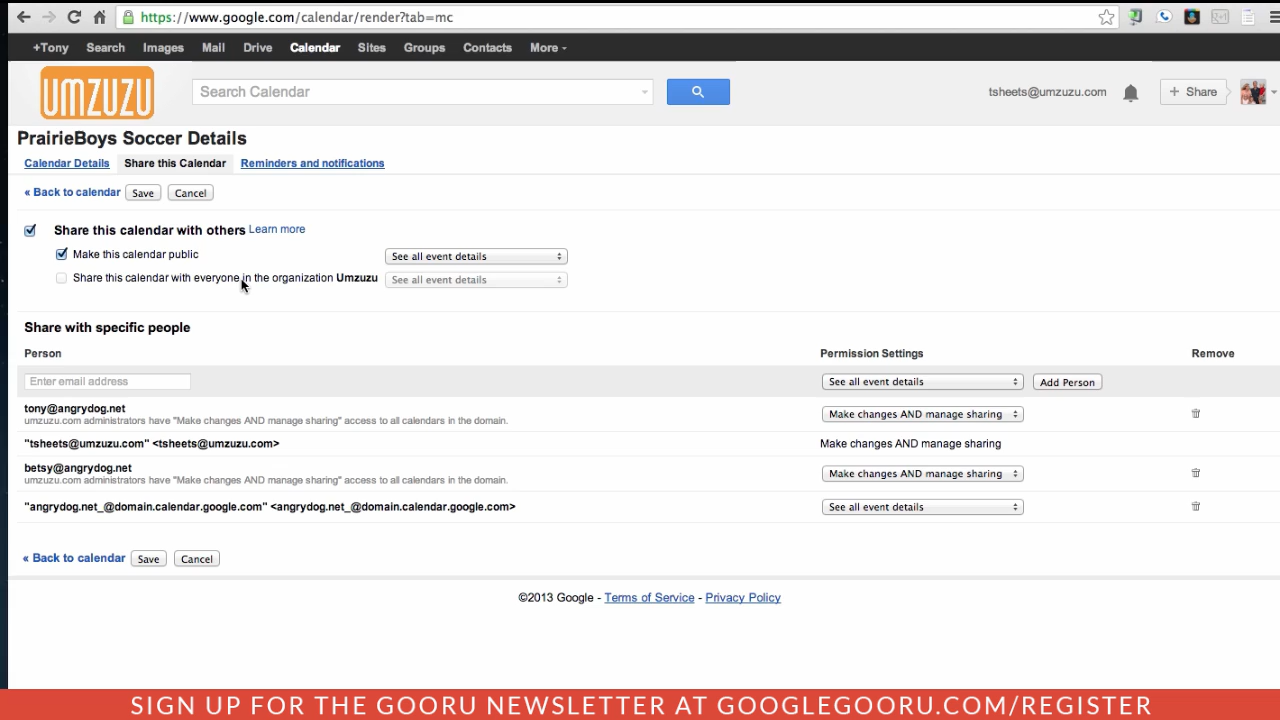 https://www.google.com/calendar/render?tab=mc
+Tony Search Images Mail Drive Calendar Sites Groups Contacts More
UMZUZU Search Calendar tsheets@umzuzu.com + Share
PrairieBoys Soccer Details
Calendar Details Share this Calendar Reminders and notifications
« Back to calendar Save Cancel
Share this calendar with others Learn more
Make this calendar public See all event details
Share this calendar with everyone in the organization Umzuzu See all event details
Share with specific people
Person Permission Settings Remove
Enter email address See all event details Add Person
tony@angrydog.net Make changes AND manage sharing
umzuzu.com administrators have "Make changes AND manage sharing" access to all calendars in the domain.
"tsheets@umzuzu.com" <tsheets@umzuzu.com> Make changes AND manage sharing
betsy@angrydog.net Make changes AND manage sharing
umzuzu.com administrators have "Make changes AND manage sharing" access to all calendars in the domain.
"angrydog.net_@domain.calendar.google.com" <angrydog.net_@domain.calendar.google.com> See all event details
« Back to calendar Save Cancel
©2013 Google - Terms of Service - Privacy Policy
SIGN UP FOR THE GOORU NEWSLETTER AT GOOGLEGOORU.COM/REGISTER